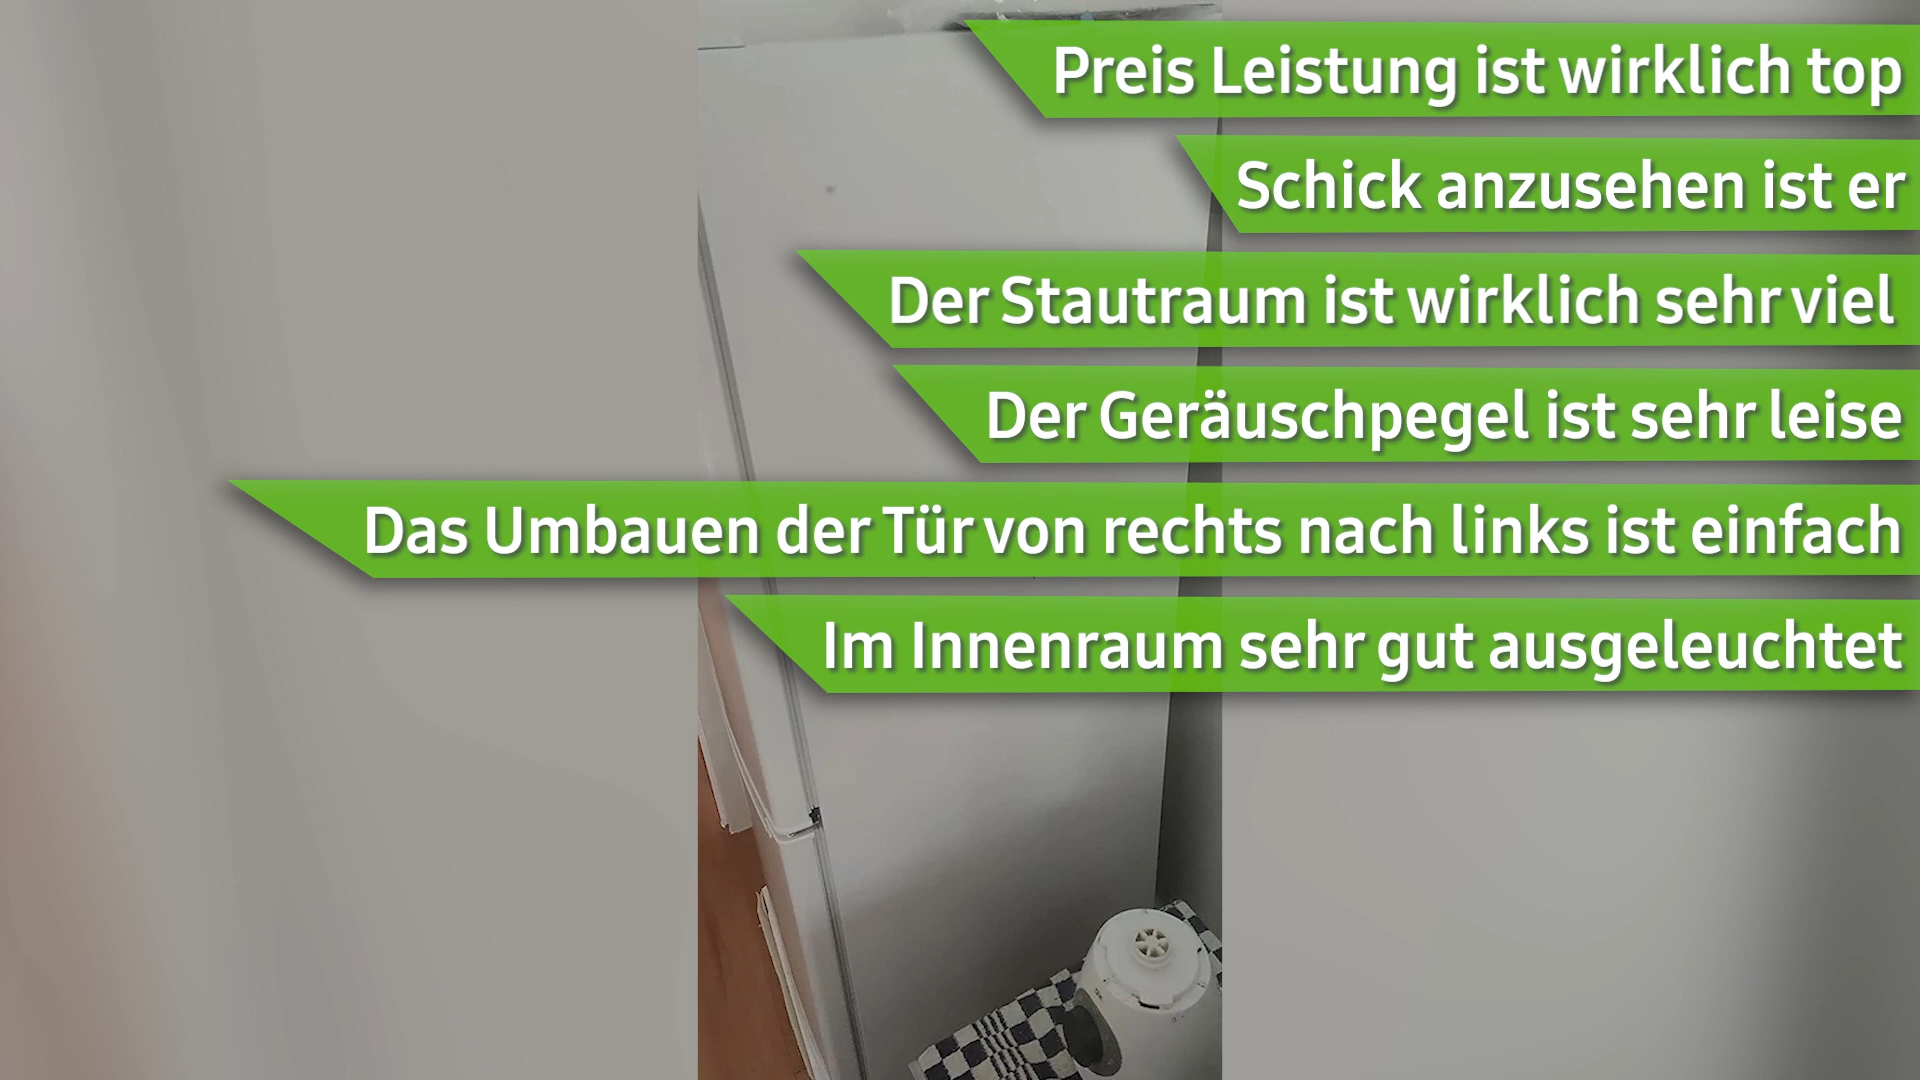 Preis Leistung ist wirklich top
Schick anzusehen ist er
Der Stautraum ist wirklich sehr viel
Der Geräuschpegel ist sehr leise
Das Umbauen der Tür von rechts nach links ist einfach
Im Innenraum sehr gut ausgeleuchtet